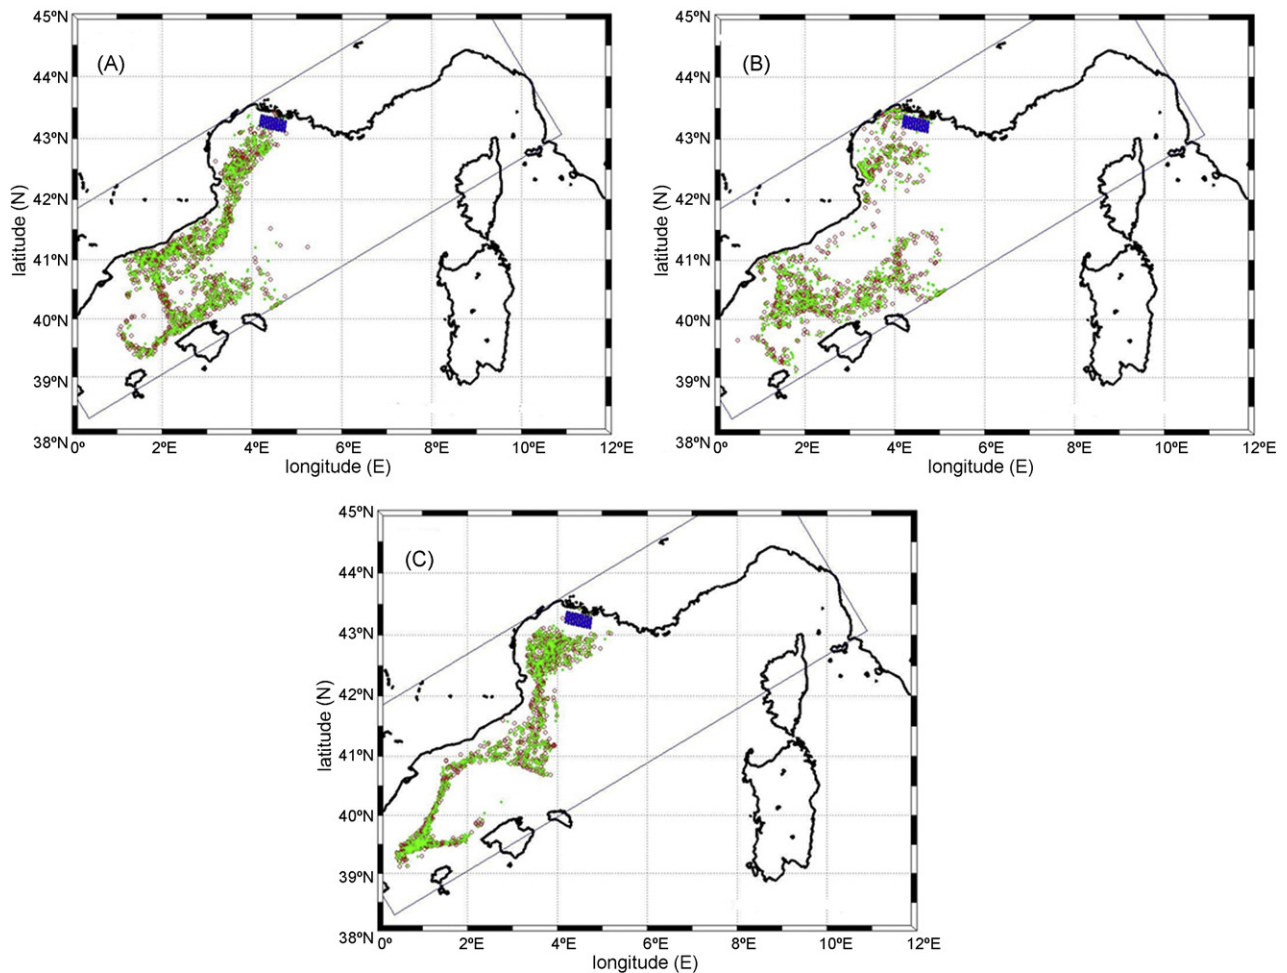 45ºN
(A)
44ºN
43ºN
42ºN
41ºN
40ºN
39ºN
38ºN
latitude (N)
0º
2ºE
4ºE
6ºE
8ºE
10ºE
12ºE
longitude (E)
45ºN
(B)
44ºN
43ºN
42ºN
41ºN
40ºN
39ºN
38ºN
latitude (N)
0º
2ºE
4ºE
6ºE
8ºE
10ºE
12ºE
longitude (E)
45ºN
(C)
44ºN
43ºN
42ºN
41ºN
40ºN
39ºN
38ºN
latitude (N)
0º
2ºE
4ºE
6ºE
8ºE
10ºE
12ºE
longitude (E)